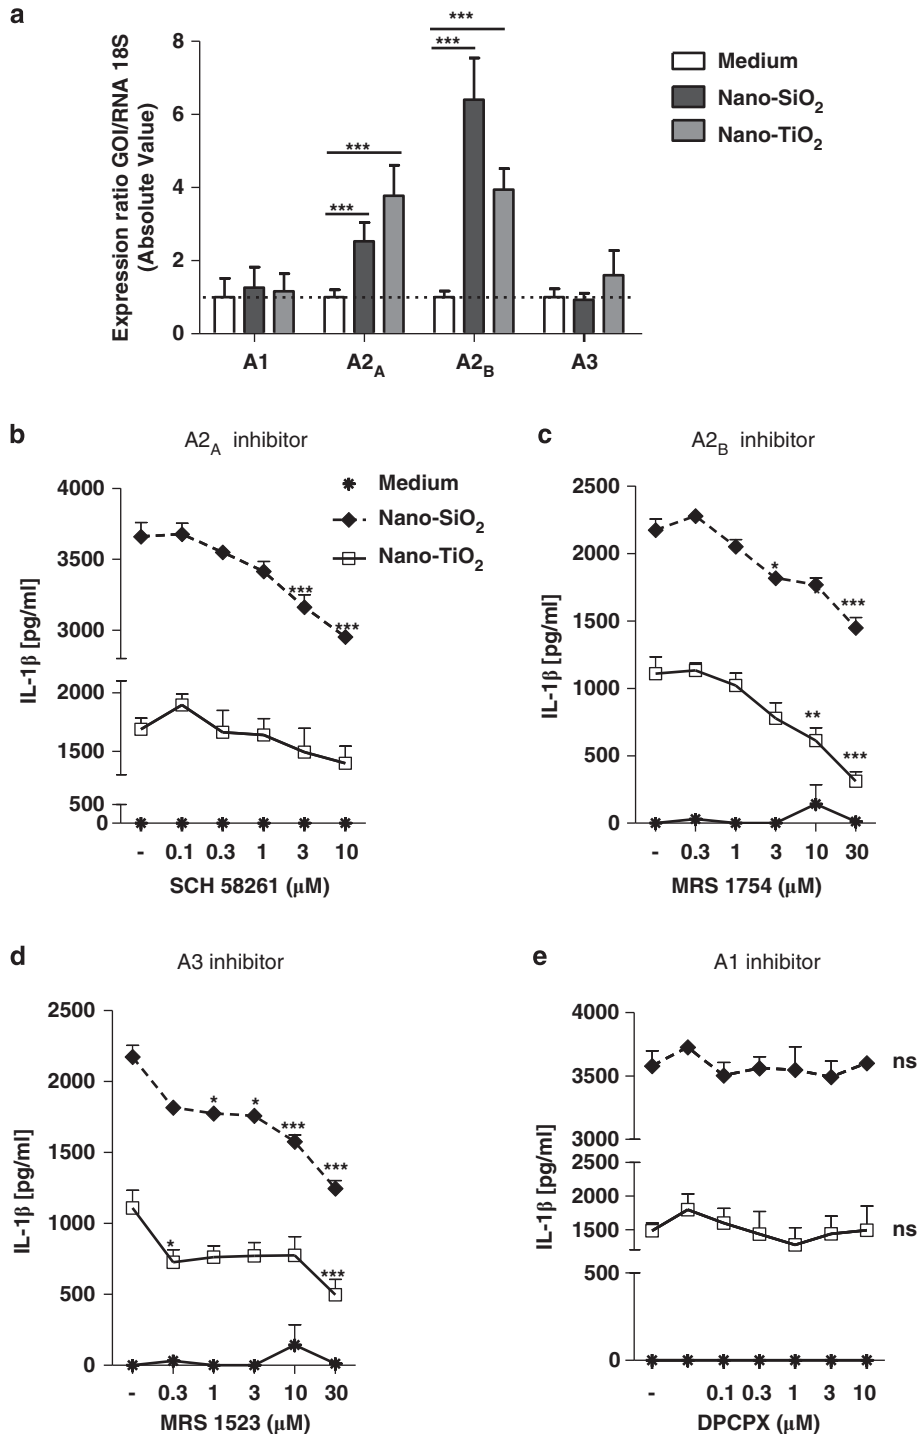 a
Expression ratio GOI/RNA 18S
(Absolute Value)
8
6
4
2
0
***
***
***
***
A1
A2A
A2B
A3
Medium
Nano-SiO2
Nano-TiO2
b
A2A inhibitor
IL-1β [pg/ml]
4000
3500
3000
2000
1500
500
0
Medium
Nano-SiO2
Nano-TiO2
***
***
- 0.1 0.3 1 3 10
SCH 58261 (μM)
c
A2B inhibitor
IL-1β [pg/ml]
2500
2000
1500
1000
500
0
*
***
**
***
- 0.3 1 3 10 30
MRS 1754 (μM)
d
A3 inhibitor
IL-1β [pg/ml]
2500
2000
1500
1000
500
0
*
*
***
***
*
***
- 0.3 1 3 10 30
MRS 1523 (μM)
e
A1 inhibitor
IL-1β [pg/ml]
4000
3500
3000
2500
2000
1500
500
0
ns
ns
- 0.1 0.3 1 3 10
DPCPX (μM)